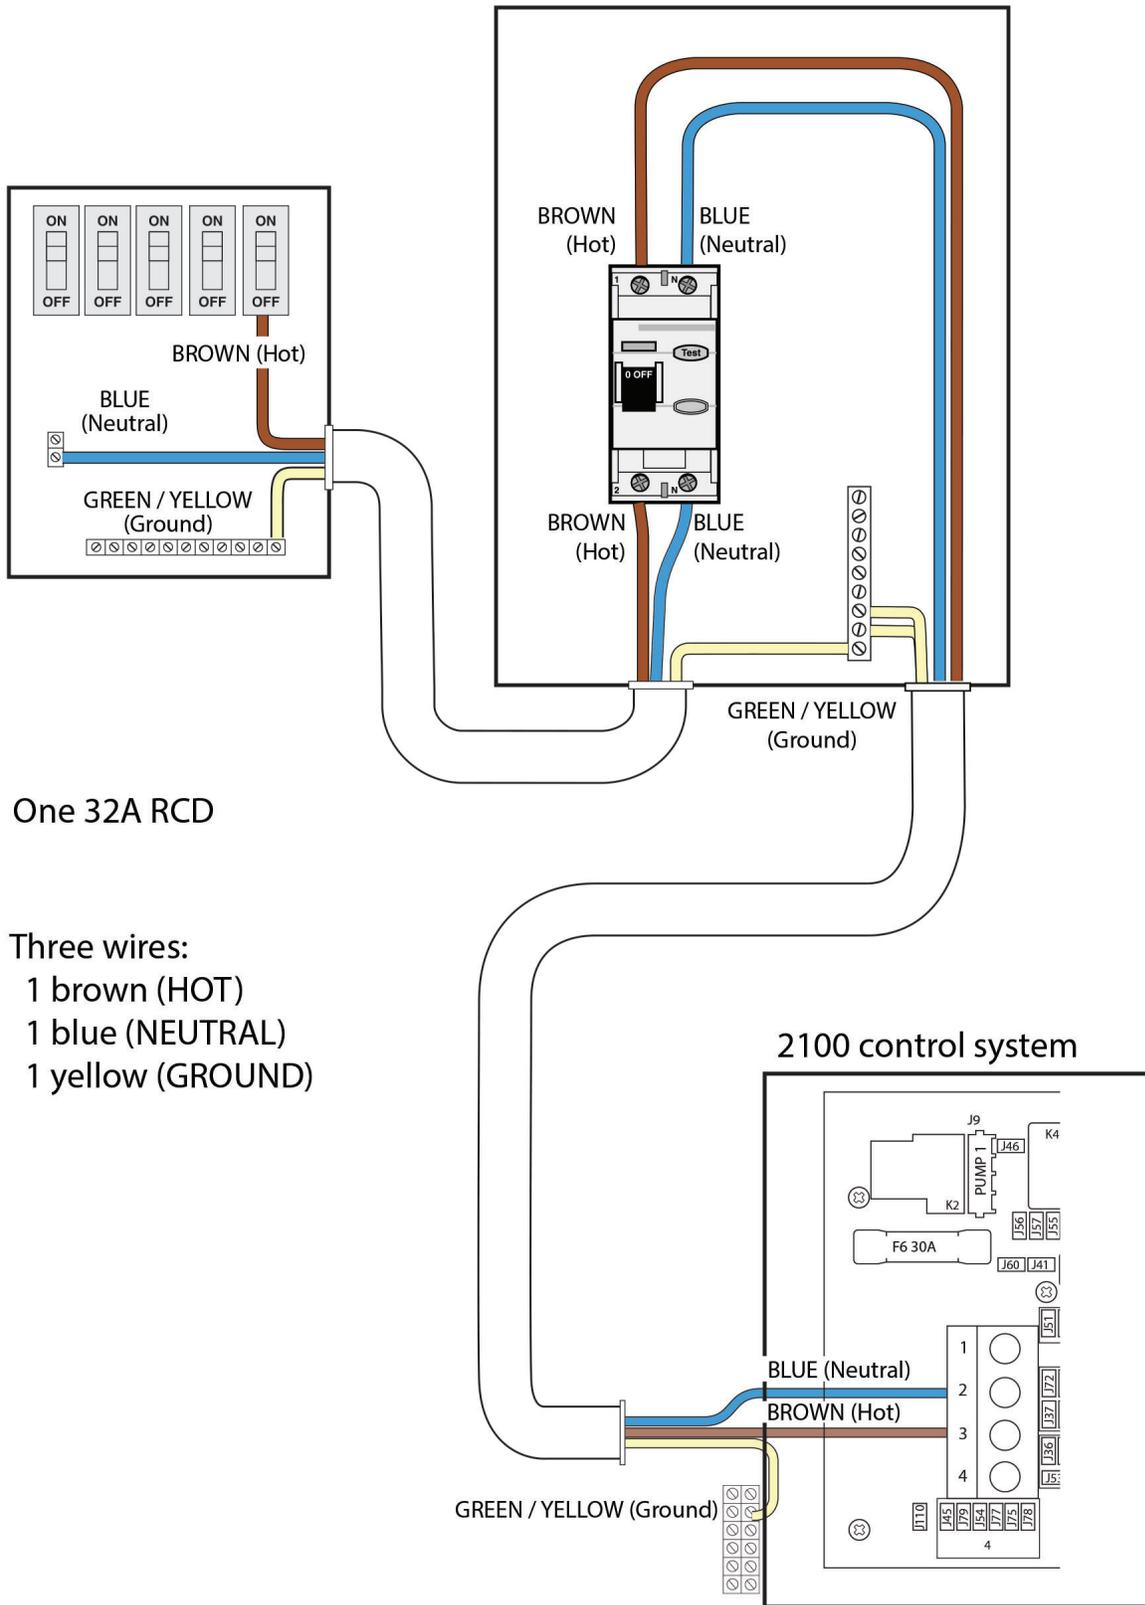 BROWN
(Hot)
BLUE
(Neutral)
1
N
Test
0 OFF
2
N
BROWN
(Hot)
BLUE
(Neutral)
GREEN / YELLOW
(Ground)
ON
ON
ON
ON
ON
OFF
OFF
OFF
OFF
OFF
BROWN (Hot)
BLUE
(Neutral)
GREEN / YELLOW
(Ground)
One 32A RCD
Three wires:
1 brown (HOT)
1 blue (NEUTRAL)
1 yellow (GROUND)
2100 control system
J9
PUMP 1
J46
K4
K2
J56
J57
J55
F6 30A
J60
J41
J51
1
2
3
4
J72
J37
J36
BLUE (Neutral)
BROWN (Hot)
GREEN / YELLOW (Ground)
J110
J45
J79
J54
J77
J75
J78
4